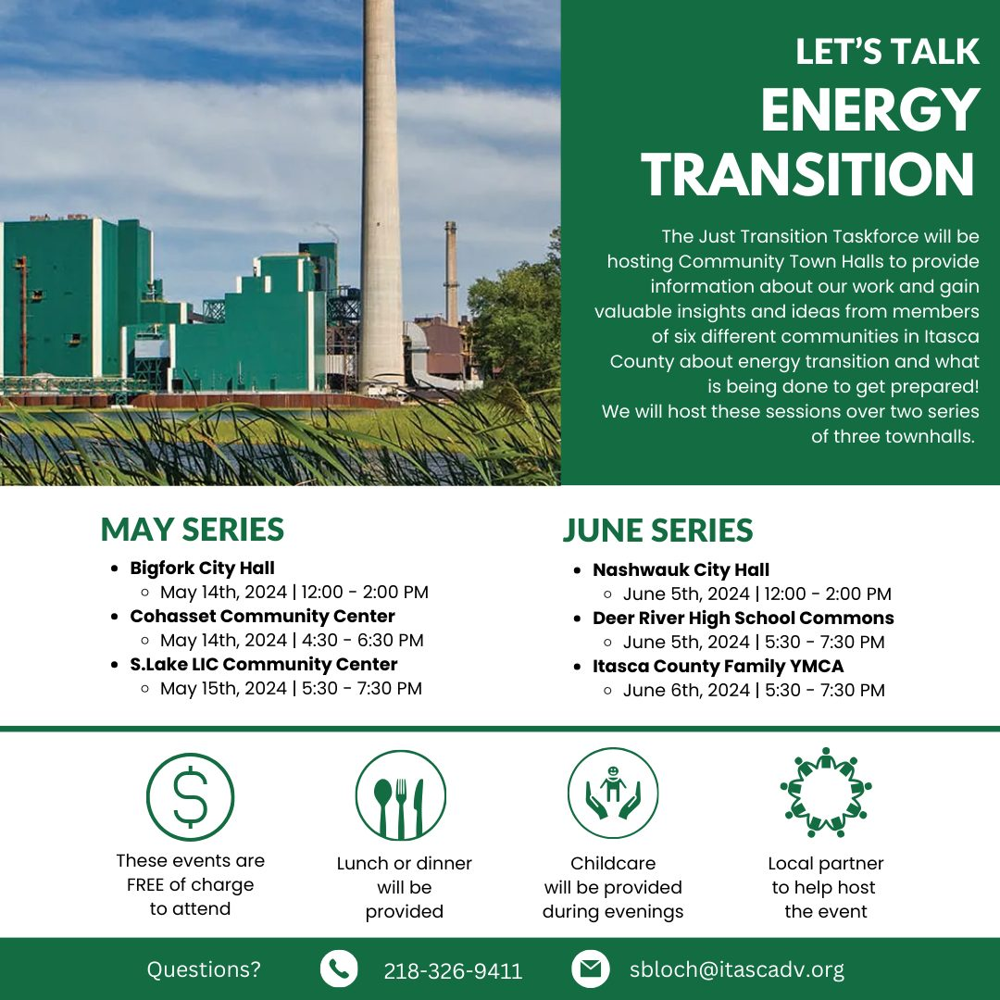 LET'S TALK
ENERGY
TRANSITION
The Just Transition Taskforce will be
hosting Community Town Halls to provide
information about our work and gain
valuable insights and ideas from members
of six different communities in Itasca
County about energy transition and what
is being done to get prepared!
We will host these sessions over two series
of three townhalls.
MAY SERIES
Bigfork City Hall
May 14th, 2024 | 12:00 - 2:00 PM
Cohasset Community Center
May 14th, 2024 | 4:30 - 6:30 PM
S.Lake LIC Community Center
May 15th, 2024 | 5:30 - 7:30 PM
JUNE SERIES
Nashwauk City Hall
June 5th, 2024 | 12:00 - 2:00 PM
Deer River High School Commons
June 5th, 2024 | 5:30 - 7:30 PM
Itasca County Family YMCA
June 6th, 2024 | 5:30 - 7:30 PM
$
These events are
FREE of charge
to attend
Lunch or dinner
will be
provided
Childcare
will be provided
during evenings
Local partner
to help host
the event
Questions?
218-326-9411
sbloch@itascadv.org